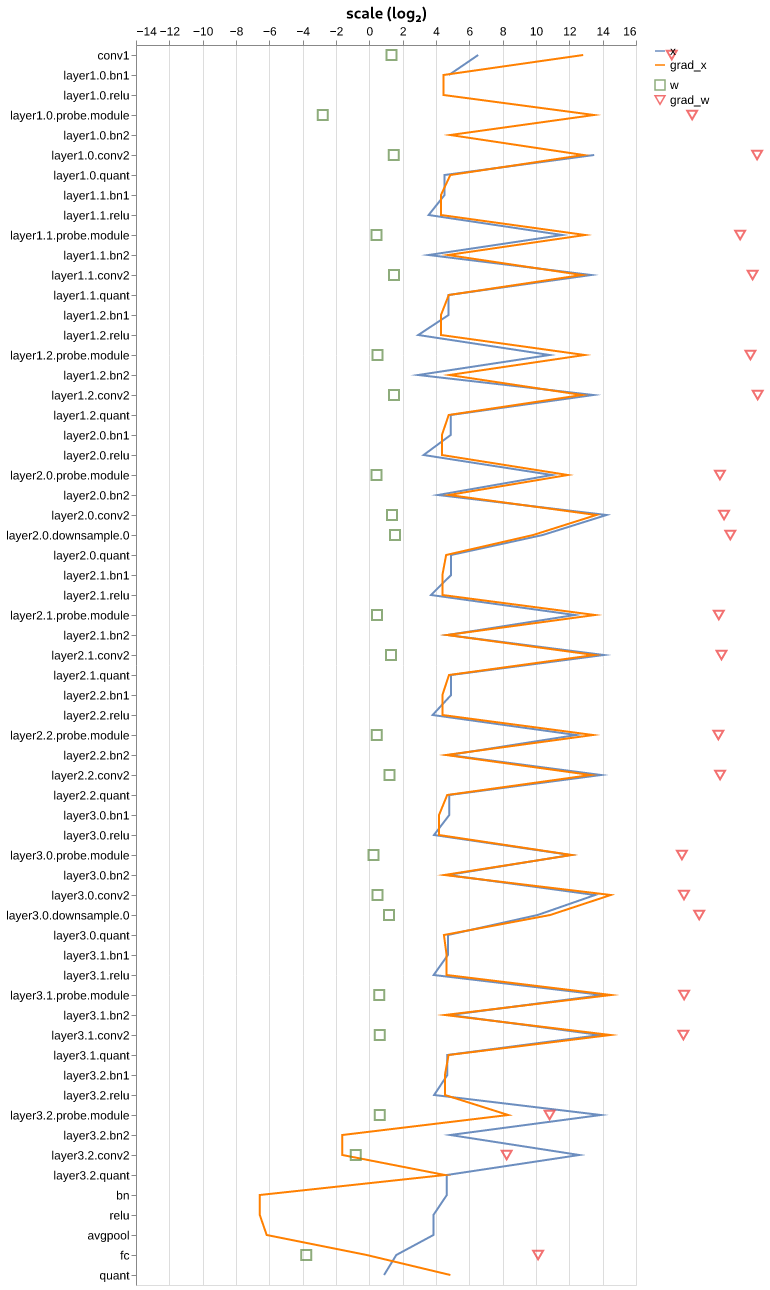 scale (log₂)
−14 −12 −10 −8 −6 −4 −2 0 2 4 6 8 10 12 14 16
conv1
x
layer1.0.bn1
grad_x
layer1.0.relu
w
layer1.0.probe.module
grad_w
layer1.0.bn2
layer1.0.conv2
layer1.0.quant
layer1.1.bn1
layer1.1.relu
layer1.1.probe.module
layer1.1.bn2
layer1.1.conv2
layer1.1.quant
layer1.2.bn1
layer1.2.relu
layer1.2.probe.module
layer1.2.bn2
layer1.2.conv2
layer1.2.quant
layer2.0.bn1
layer2.0.relu
layer2.0.probe.module
layer2.0.bn2
layer2.0.conv2
layer2.0.downsample.0
layer2.0.quant
layer2.1.bn1
layer2.1.relu
layer2.1.probe.module
layer2.1.bn2
layer2.1.conv2
layer2.1.quant
layer2.2.bn1
layer2.2.relu
layer2.2.probe.module
layer2.2.bn2
layer2.2.conv2
layer2.2.quant
layer3.0.bn1
layer3.0.relu
layer3.0.probe.module
layer3.0.bn2
layer3.0.conv2
layer3.0.downsample.0
layer3.0.quant
layer3.1.bn1
layer3.1.relu
layer3.1.probe.module
layer3.1.bn2
layer3.1.conv2
layer3.1.quant
layer3.2.bn1
layer3.2.relu
layer3.2.probe.module
layer3.2.bn2
layer3.2.conv2
layer3.2.quant
bn
relu
avgpool
fc
quant